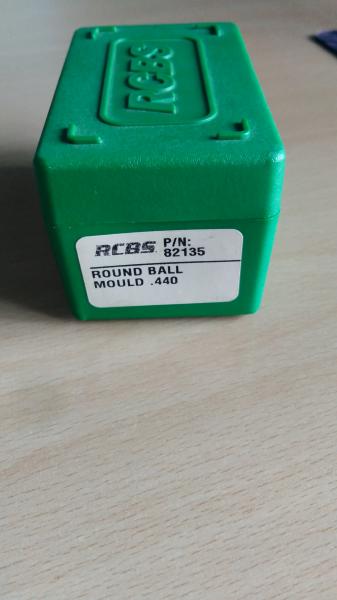 RCBS
RCBS P/N:
82135
ROUND BALL
MOULD .440